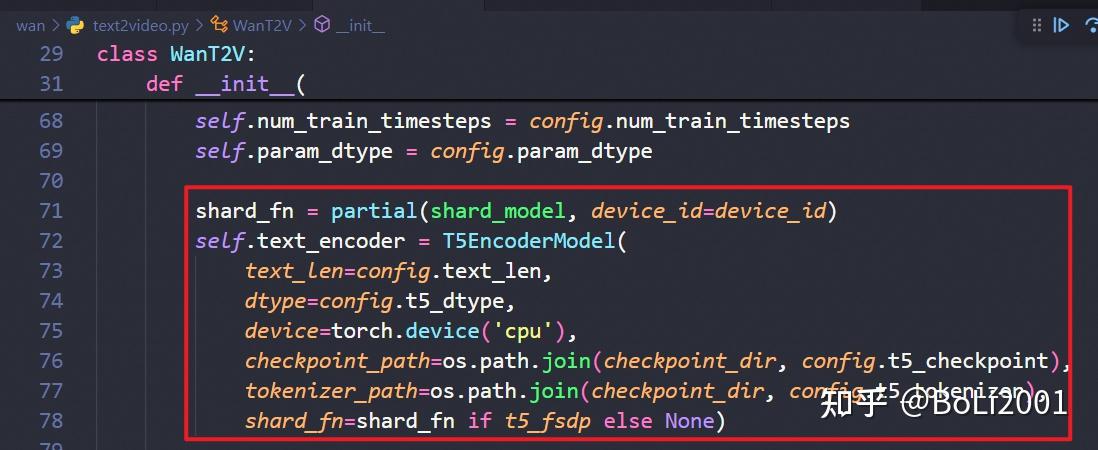 wan > text2video.py > WanT2V > __init__
29 class WanT2V:
31 def __init__(
68 self.num_train_timesteps = config.num_train_timesteps
69 self.param_dtype = config.param_dtype
70
71 shard_fn = partial(shard_model, device_id=device_id)
72 self.text_encoder = T5EncoderModel(
73 text_len=config.text_len,
74 dtype=config.t5_dtype,
75 device=torch.device('cpu'),
76 checkpoint_path=os.path.join(checkpoint_dir, config.t5_checkpoint),
77 tokenizer_path=os.path.join(checkpoint_dir, config.t5_tokenizer),
78 shard_fn=shard_fn if t5_fsdp else None)
知乎 @BoLi2001
79